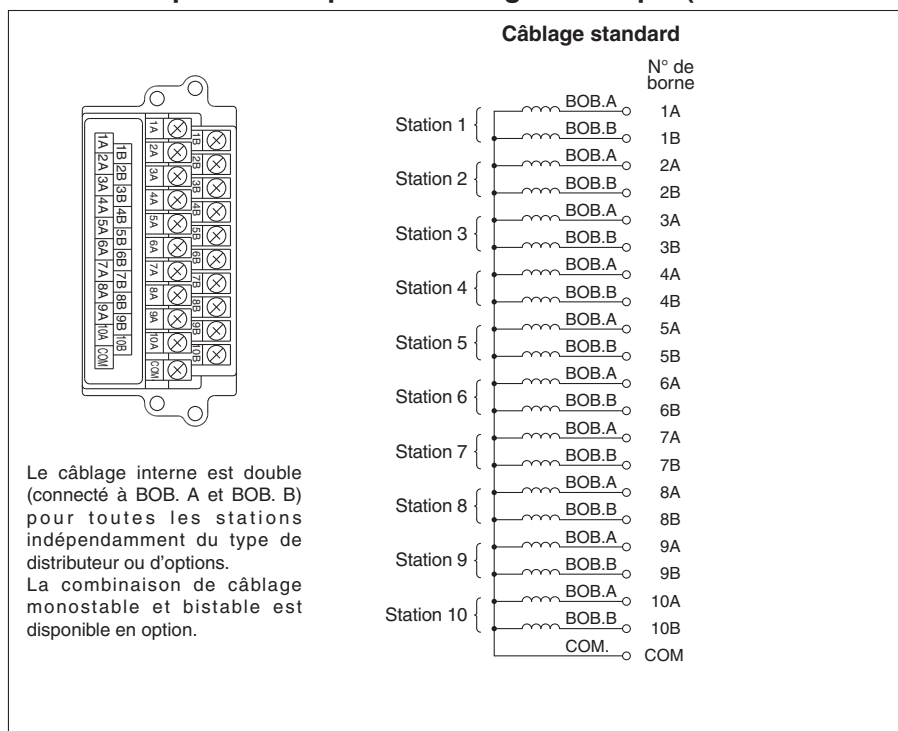 Câblage standard
N° de
borne
1A 1B
2A 2B
3A 3B
4A 4B
5A 5B
6A 6B
7A 7B
8A 8B
9A 9B
10A 10B
COM
1A 1B
2A 2B
3A 3B
4A 4B
5A 5B
6A 6B
7A 7B
8A 8B
9A 9B
10A 10B
COM
Le câblage interne est double
(connecté à BOB. A et BOB. B)
pour toutes les stations
indépendamment du type de
distributeur ou d'options.
La combinaison de câblage
monostable et bistable est
disponible en option.
Station 1
BOB.A 1A
BOB.B 1B
Station 2
BOB.A 2A
BOB.B 2B
Station 3
BOB.A 3A
BOB.B 3B
Station 4
BOB.A 4A
BOB.B 4B
Station 5
BOB.A 5A
BOB.B 5B
Station 6
BOB.A 6A
BOB.B 6B
Station 7
BOB.A 7A
BOB.B 7B
Station 8
BOB.A 8A
BOB.B 8B
Station 9
BOB.A 9A
BOB.B 9B
Station 10
BOB.A 10A
BOB.B 10B
COM. COM